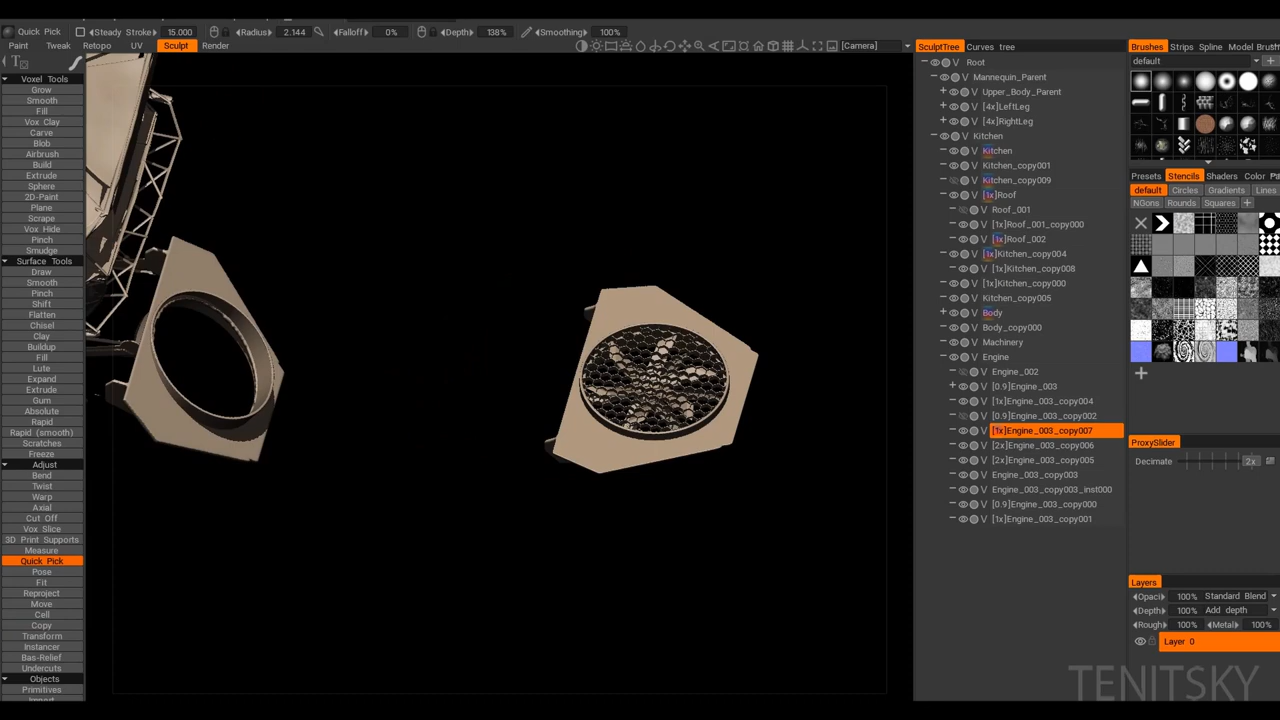 Quick Pick Steady Stroke 15.000 Radius 2.144 Falloff 0% Depth 138% Smoothing 100%
Paint Tweak Retopo UV Sculpt Render [Camera]
T
Voxel Tools
Grow
Smooth
Fill
Vox Clay
Carve
Blob
Airbrush
Build
Extrude
Sphere
2D-Paint
Plane
Scrape
Vox Hide
Pinch
Smudge
Surface Tools
Draw
Smooth
Pinch
Shift
Flatten
Chisel
Clay
Buildup
Fill
Lute
Expand
Extrude
Gum
Absolute
Rapid
Rapid (smooth)
Scratches
Freeze
Adjust
Bend
Twist
Warp
Axial
Cut Off
Vox Slice
3D Print Supports
Measure
Quick Pick
Pose
Fit
Reproject
Move
Cell
Copy
Transform
Instancer
Bas-Relief
Undercuts
Objects
Primitives
SculptTree Curves tree
V Root
V Mannequin_Parent
V Upper_Body_Parent
V [4x]LeftLeg
V [4x]RightLeg
V Kitchen
V Kitchen
V Kitchen_copy001
V Kitchen_copy009
V [1x]Roof
V Roof_001
V [1x]Roof_001_copy000
V [1x]Roof_002
V [1x]Kitchen_copy004
V [1x]Kitchen_copy008
V [1x]Kitchen_copy000
V Kitchen_copy005
V Body
V Body_copy000
V Machinery
V Engine
V Engine_002
V [0.9]Engine_003
V [1x]Engine_003_copy004
V [0.9]Engine_003_copy002
V [1x]Engine_003_copy007
V [2x]Engine_003_copy006
V [2x]Engine_003_copy005
V Engine_003_copy003
V Engine_003_copy003_inst000
V [0.9]Engine_003_copy000
V [1x]Engine_003_copy001
Brushes Strips Spline Model
default
Presets Stencils Shaders Color
default Circles Gradients Lines
NGons Rounds Squares
ProxySlider
Decimate 2x
Layers
Opaci 100% Standard Blend
Depth 100% Add depth
Rough 100% Metal 100%
Layer 0
TENITSKY